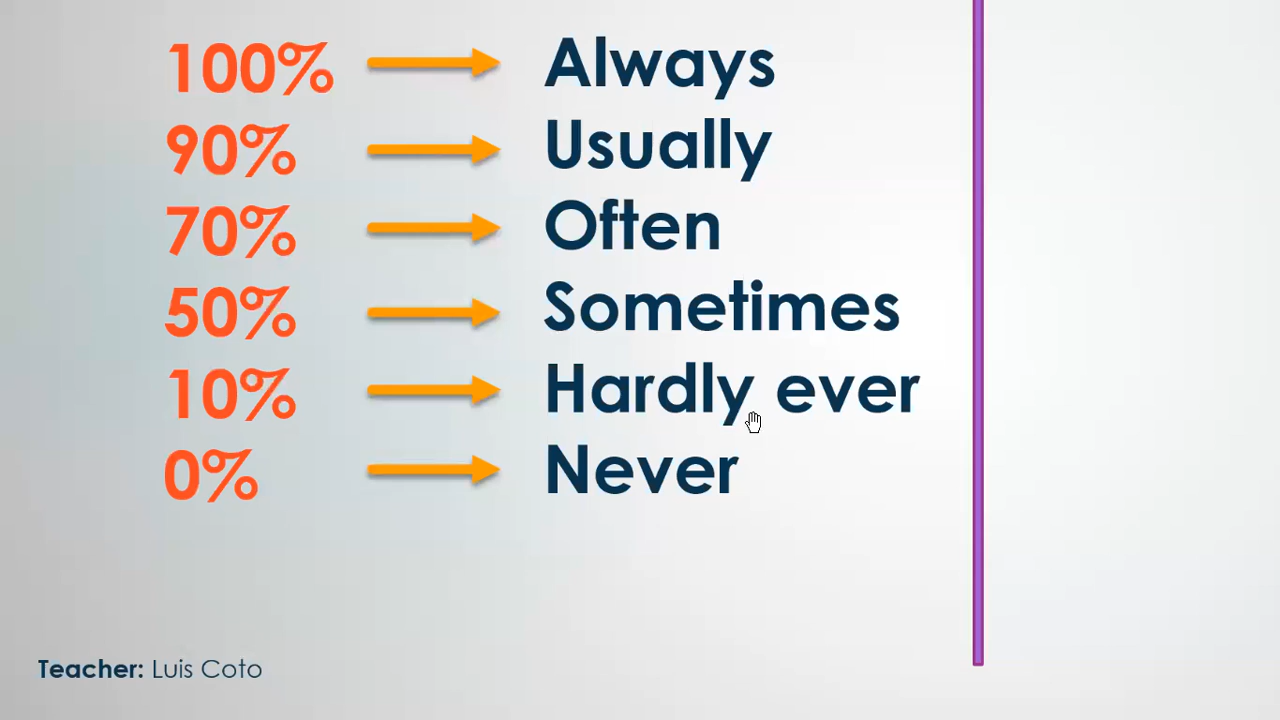 100% Always
90% Usually
70% Often
50% Sometimes
10% Hardly ever
0% Never
Teacher: Luis Coto